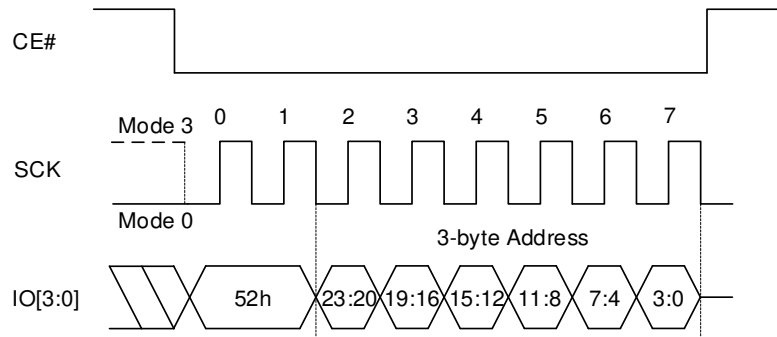 CE#
Mode 3 0 1 2 3 4 5 6 7
SCK
Mode 0
3-byte Address
IO[3:0] 52h 23:20 19:16 15:12 11:8 7:4 3:0